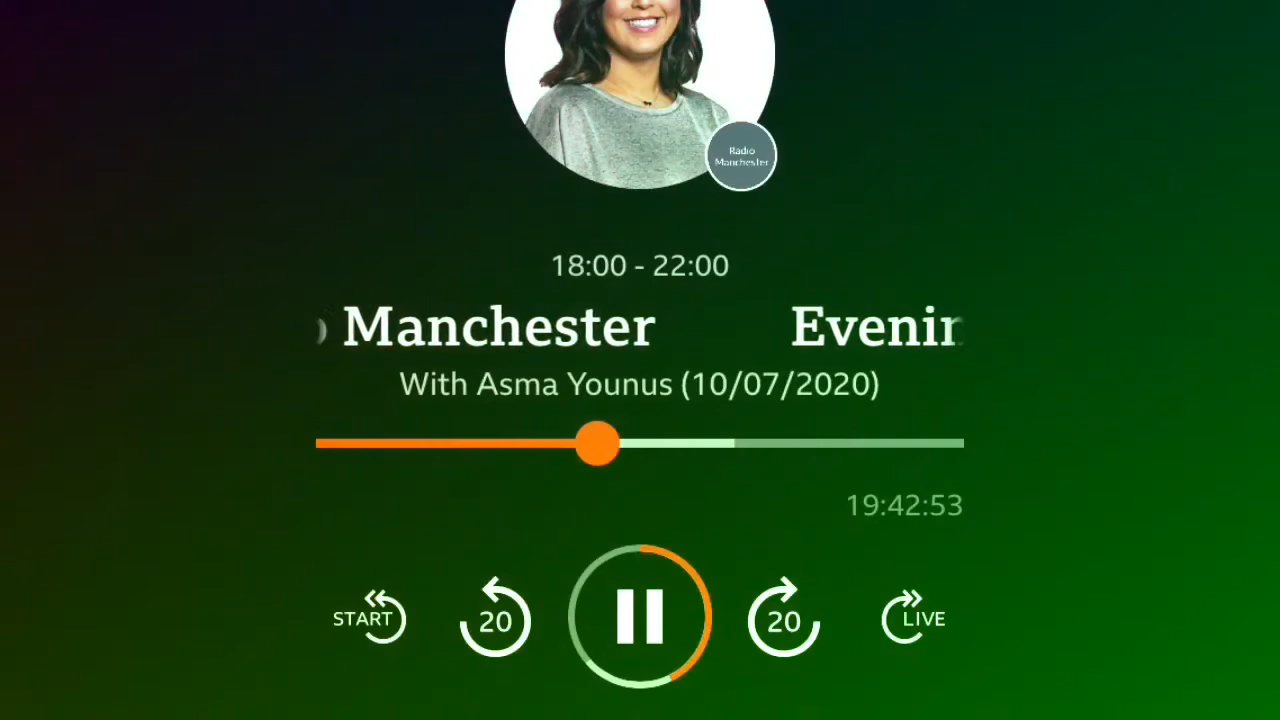 Radio
Manchester
18:00 - 22:00
Manchester Evenin
With Asma Younus (10/07/2020)
19:42:53
START
20
20
LIVE